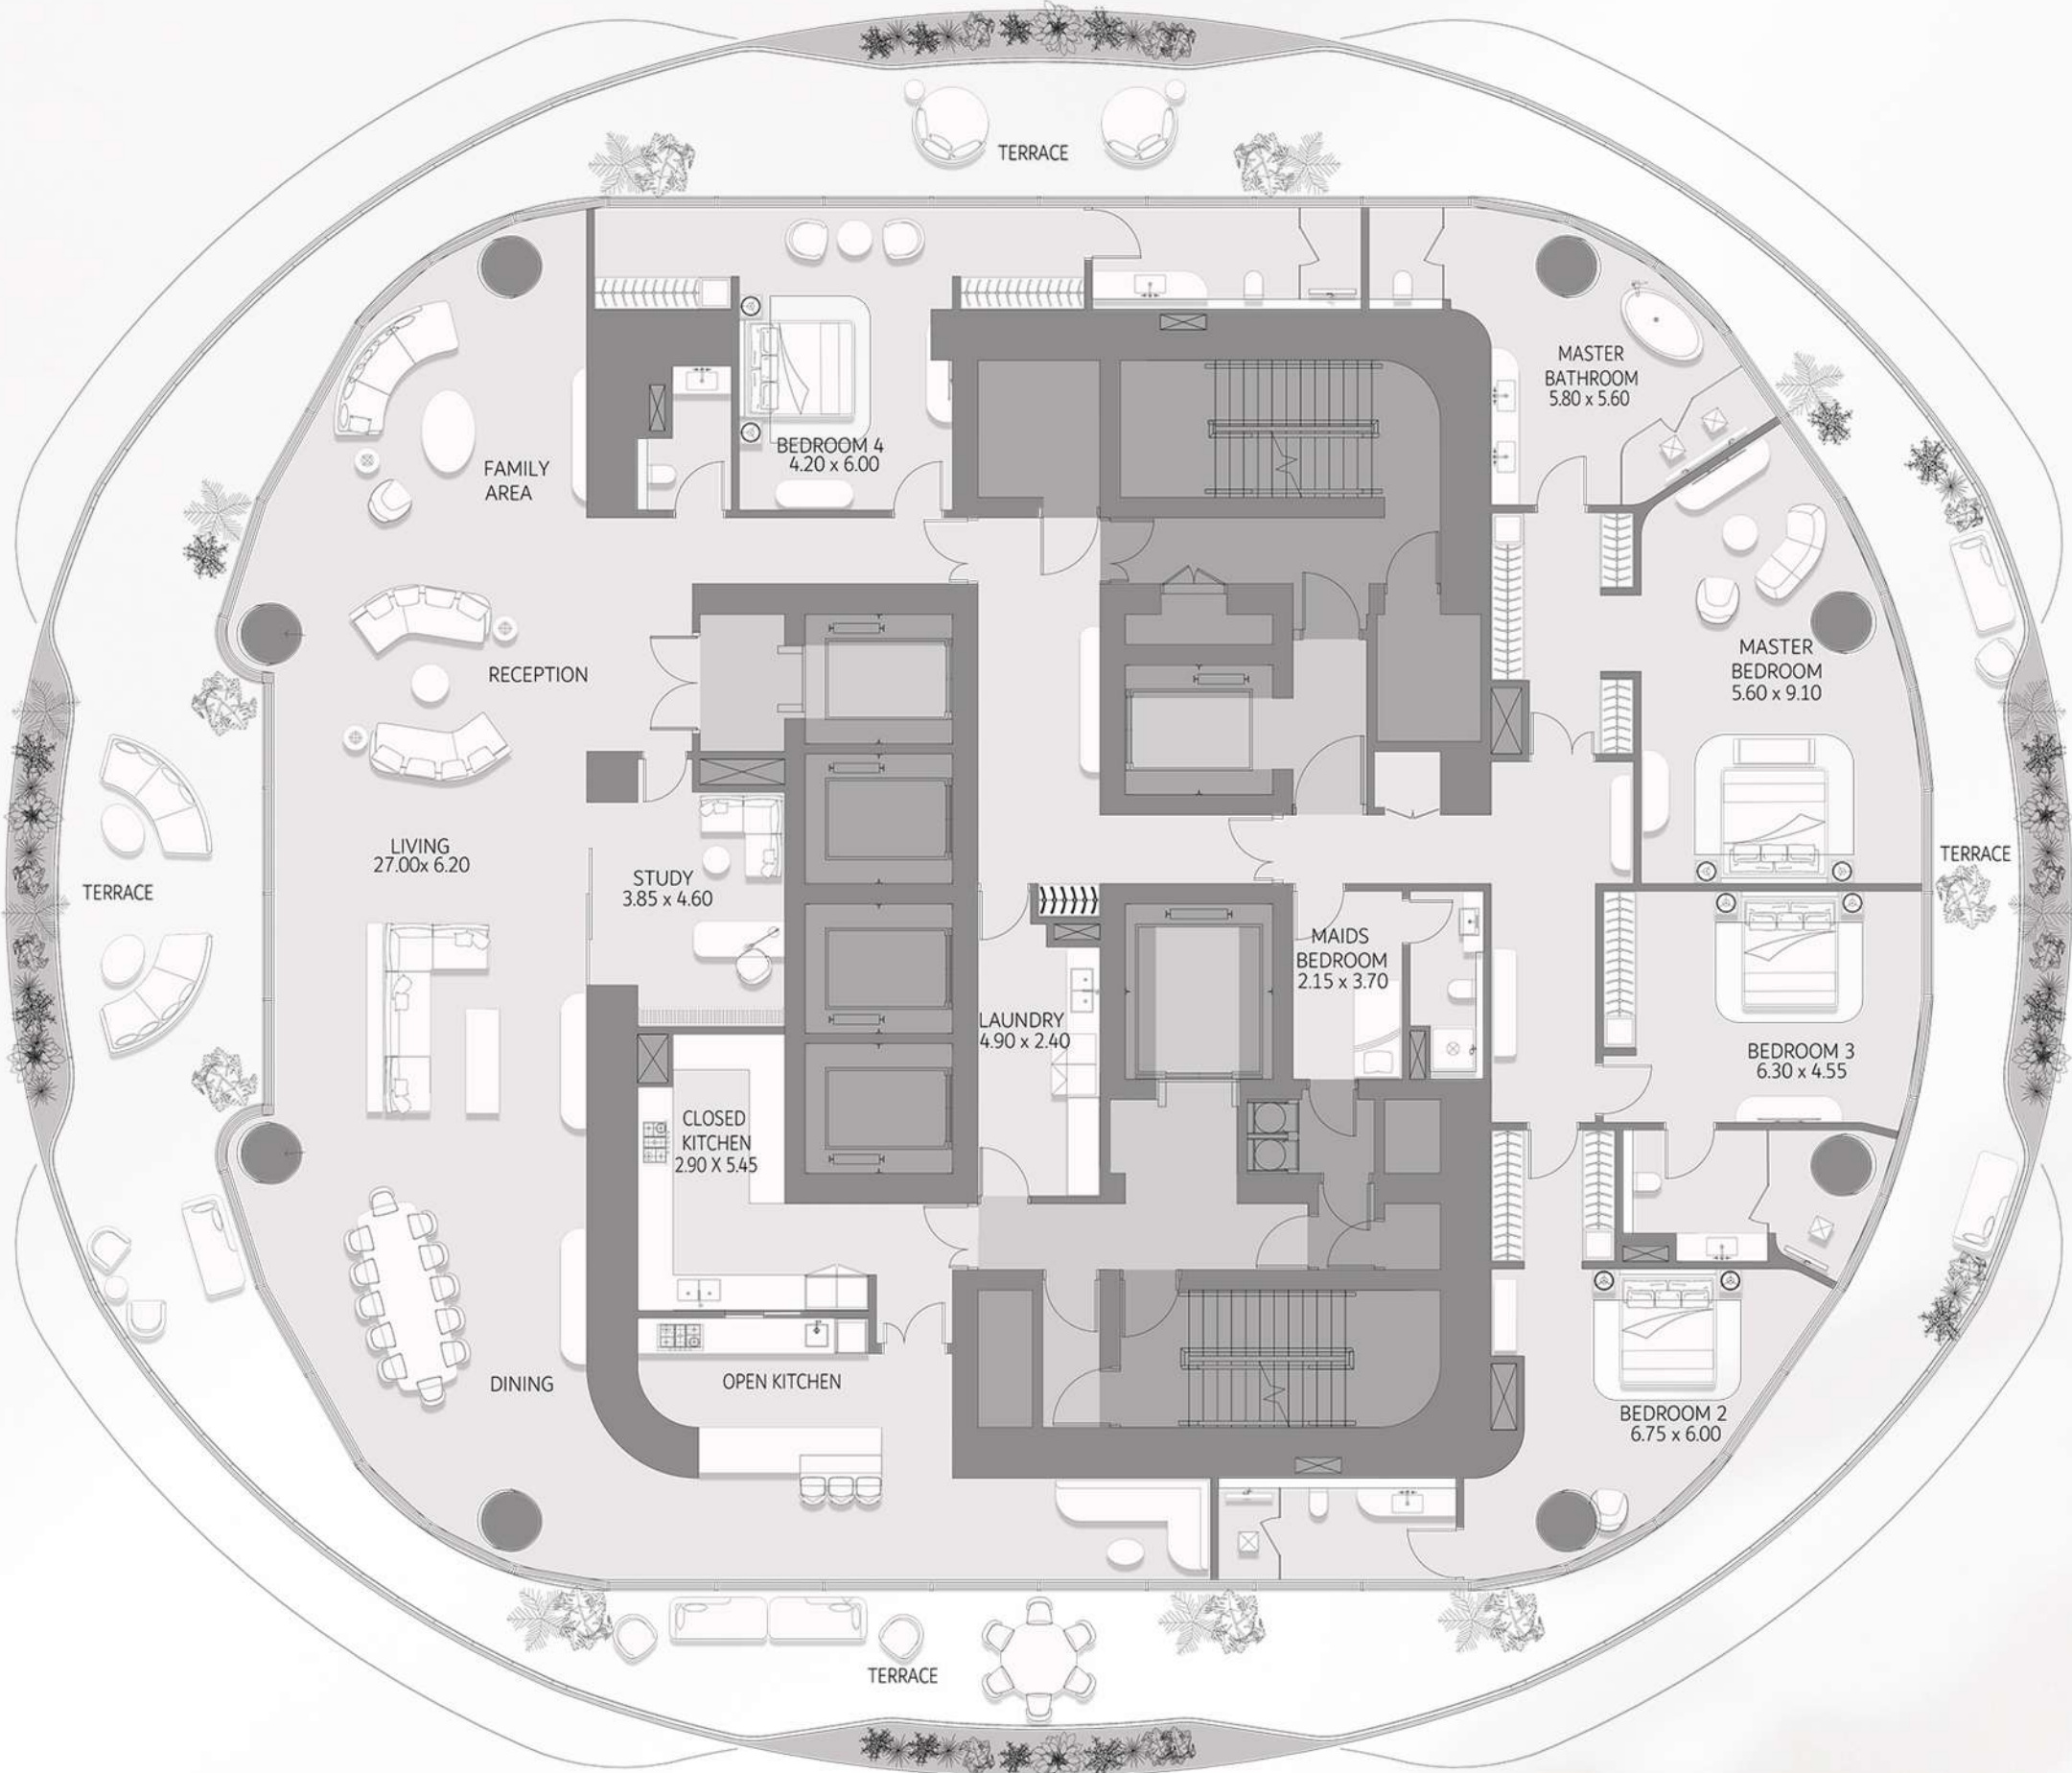 TERRACE
MASTER
BATHROOM
5.80 x 5.60
BEDROOM 4
4.20 x 6.00
FAMILY
AREA
RECEPTION
MASTER
BEDROOM
5.60 x 9.10
LIVING
27.00x 6.20
TERRACE
STUDY
3.85 x 4.60
TERRACE
MAIDS
BEDROOM
2.15 x 3.70
LAUNDRY
4.90 x 2.40
BEDROOM 3
6.30 x 4.55
CLOSED
KITCHEN
2.90 X 5.45
DINING
OPEN KITCHEN
BEDROOM 2
6.75 x 6.00
TERRACE